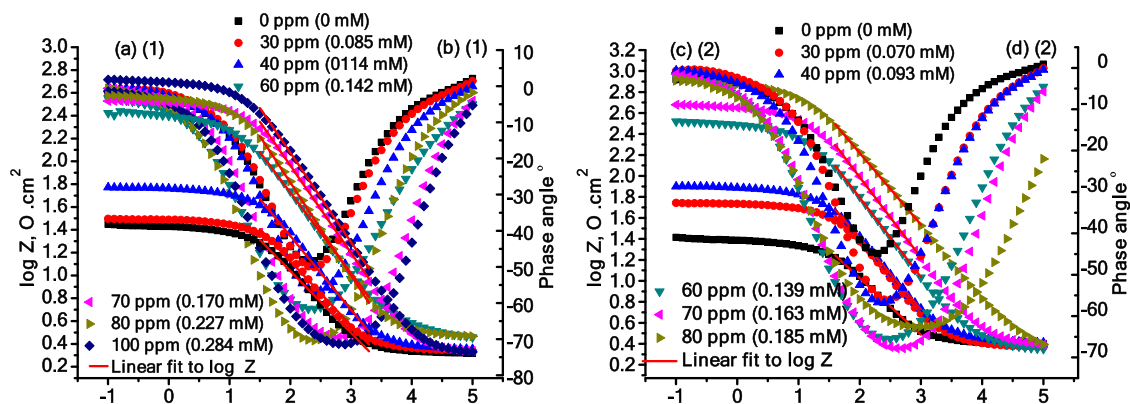 (a) (1)
(b) (1)
0 ppm (0 mM)
30 ppm (0.085 mM)
40 ppm (0114 mM)
60 ppm (0.142 mM)
70 ppm (0.170 mM)
80 ppm (0.227 mM)
100 ppm (0.284 mM)
Linear fit to log Z
log Z, O .cm²
3.0
2.8
2.6
2.4
2.2
2.0
1.8
1.6
1.4
1.2
1.0
0.8
0.6
0.4
0.2
-1 0 1 2 3 4 5
10
0
-10
-20
-30
-40
-50
-60
-70
-80
Phase angle°
(c) (2)
(d) (2)
0 ppm (0 mM)
30 ppm (0.070 mM)
40 ppm (0.093 mM)
60 ppm (0.139 mM)
70 ppm (0.163 mM)
80 ppm (0.185 mM)
Linear fit to log Z
log Z, O .cm²
3.2
3.0
2.8
2.6
2.4
2.2
2.0
1.8
1.6
1.4
1.2
1.0
0.8
0.6
0.4
0.2
-1 0 1 2 3 4 5
0
-10
-20
-30
-40
-50
-60
-70
Phase angle°